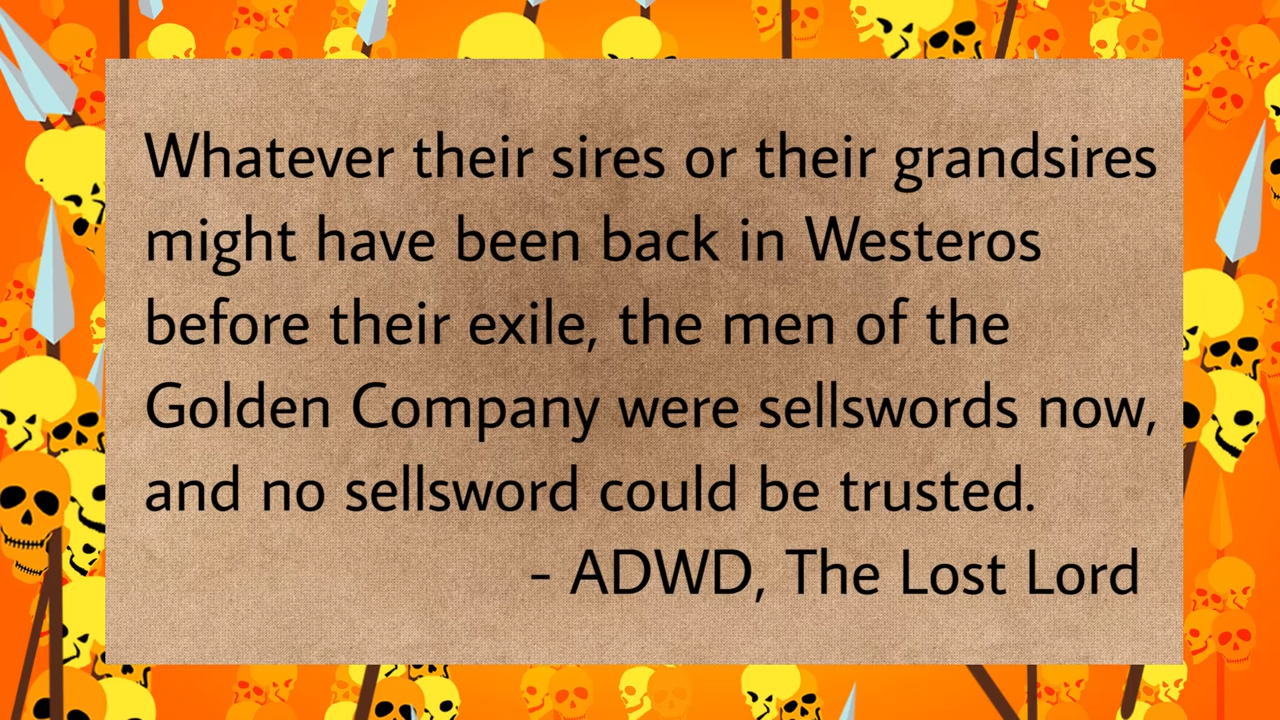 Whatever their sires or their grandsires
might have been back in Westeros
before their exile, the men of the
Golden Company were sellswords now,
and no sellsword could be trusted.
- ADWD, The Lost Lord